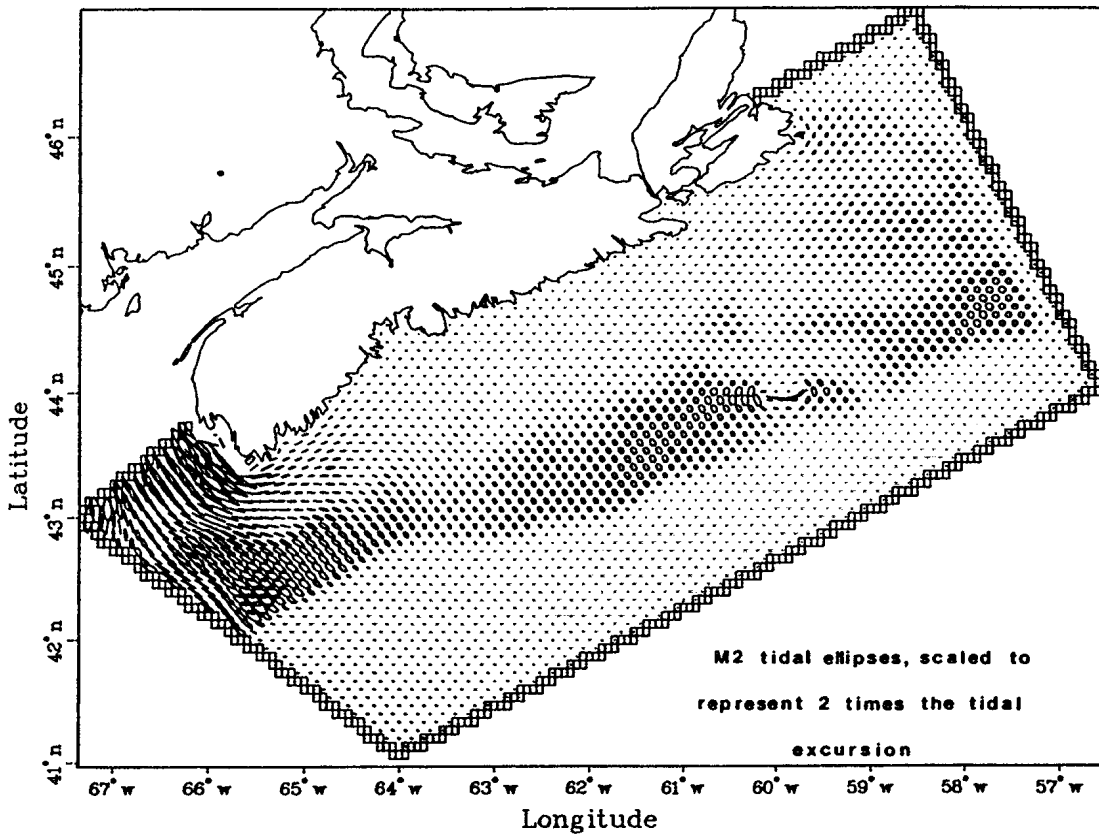 46°n
45°n
44°n
43°n
42°n
41°n
Latitude
M2 tidal ellipses, scaled to
represent 2 times the tidal
excursion
67°w 66°w 65°w 64°w 63°w 62°w 61°w 60°w 59°w 58°w 57°w
Longitude